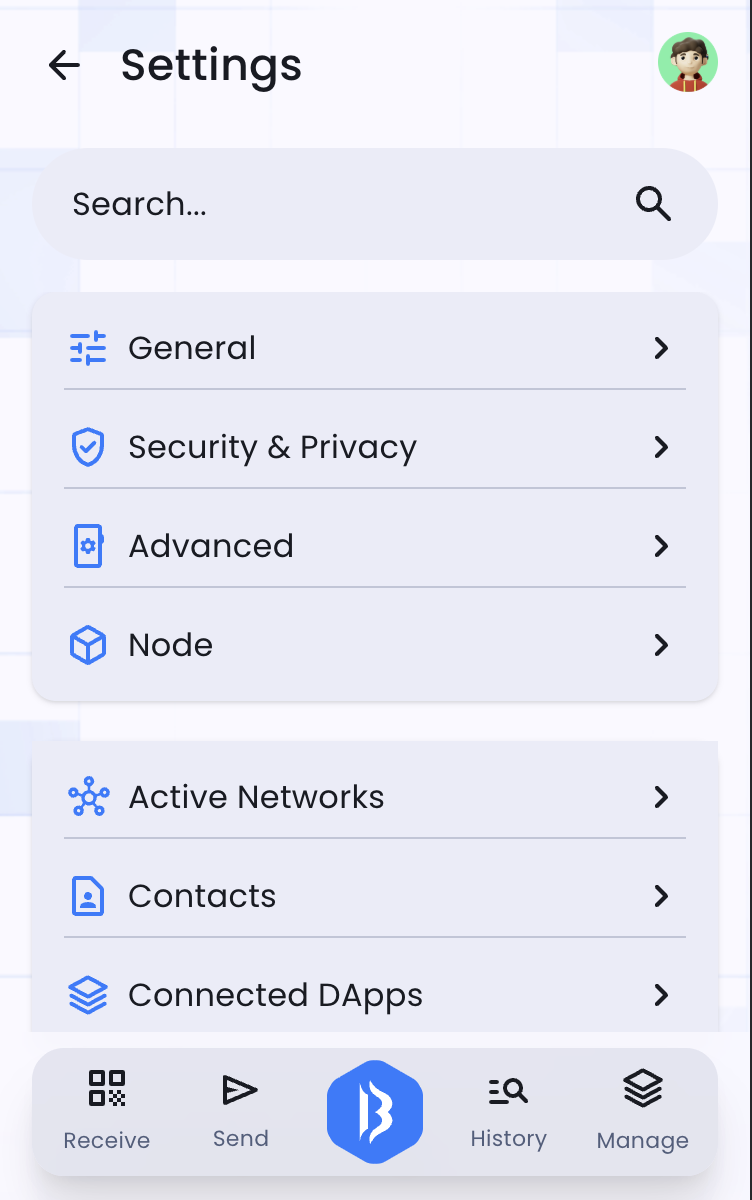 Settings
Search...
General
Security & Privacy
Advanced
Node
Active Networks
Contacts
Connected DApps
Receive
Send
History
Manage